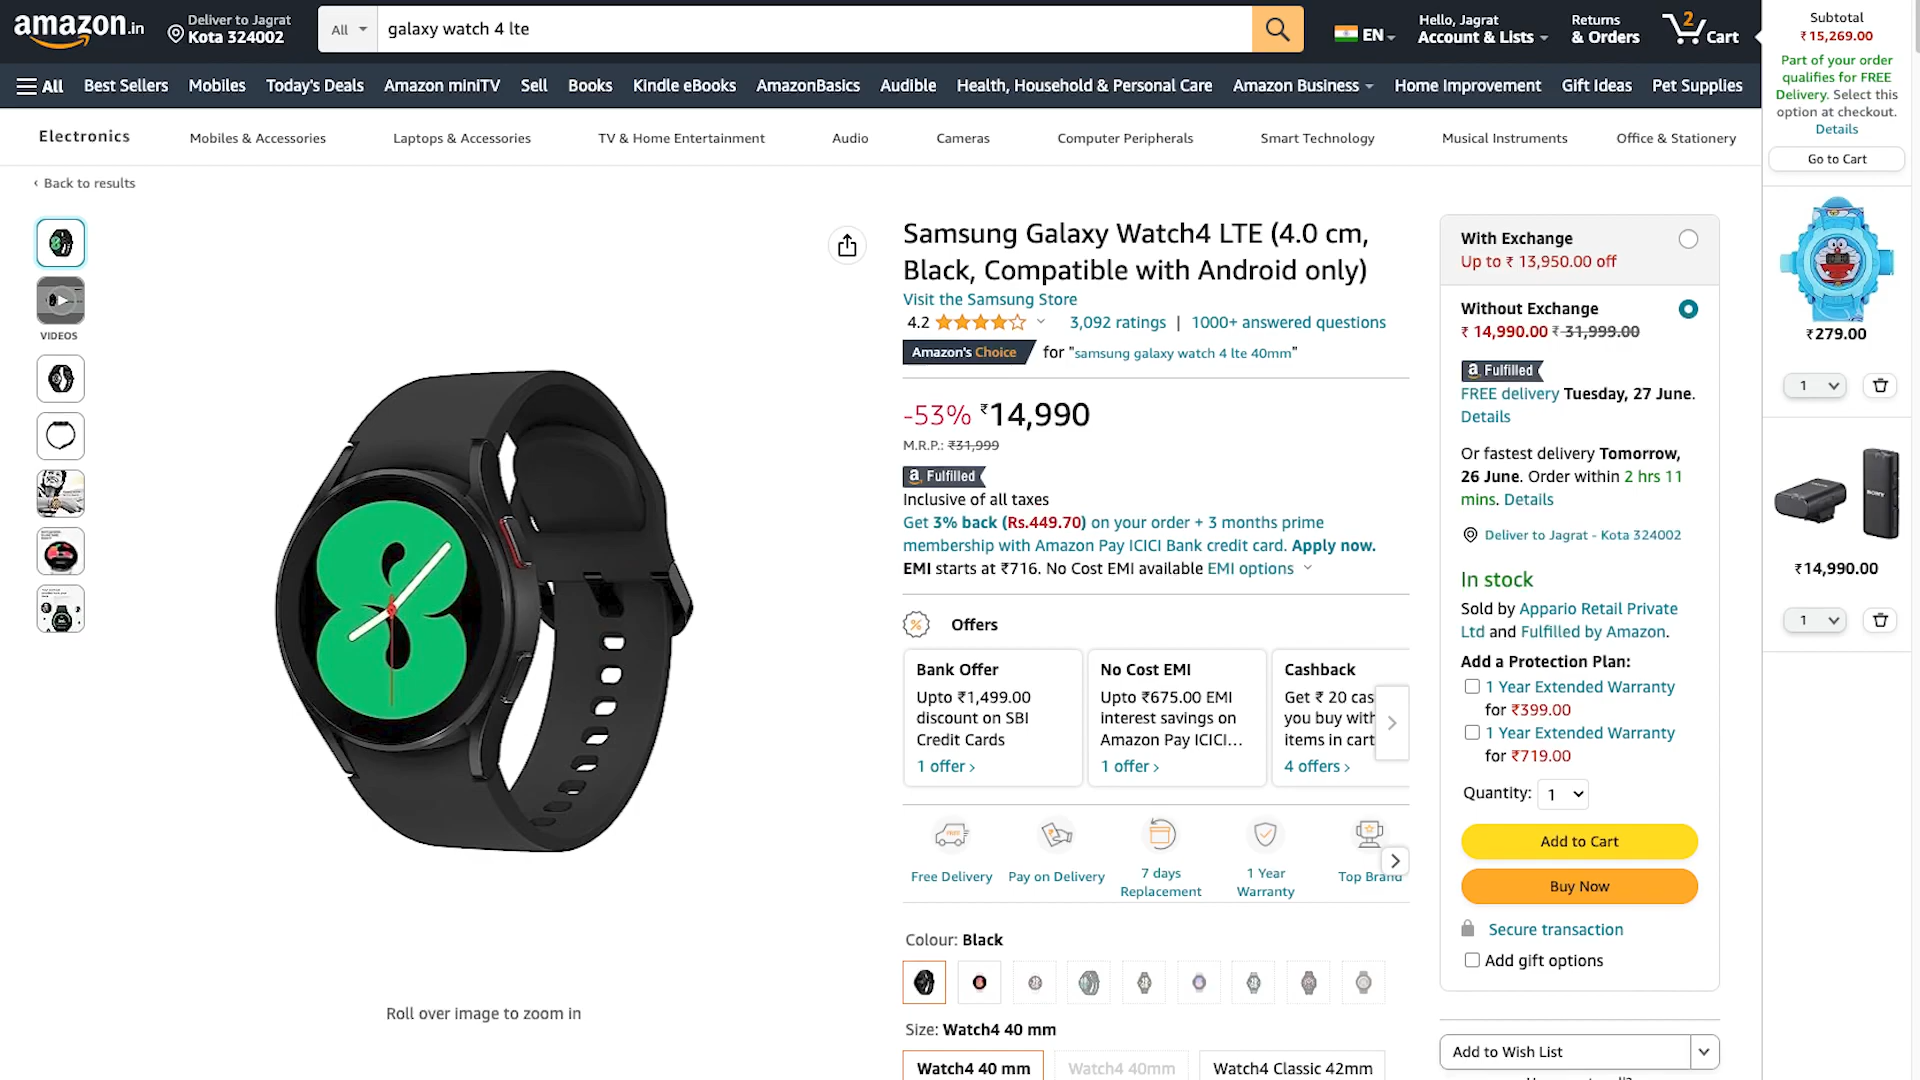 amazon.in
Deliver to Jagrat
Kota 324002
All
galaxy watch 4 lte
EN
Hello, Jagrat
Account & Lists
Returns
& Orders
2
Cart
All
Best Sellers
Mobiles
Today's Deals
Amazon miniTV
Sell
Books
Kindle eBooks
AmazonBasics
Audible
Health, Household & Personal Care
Amazon Business
Home Improvement
Gift Ideas
Pet Supplies
Electronics
Mobiles & Accessories
Laptops & Accessories
TV & Home Entertainment
Audio
Cameras
Computer Peripherals
Smart Technology
Musical Instruments
Office & Stationery
‹ Back to results
VIDEOS
Roll over image to zoom in
Samsung Galaxy Watch4 LTE (4.0 cm,
Black, Compatible with Android only)
Visit the Samsung Store
4.2
3,092 ratings | 1000+ answered questions
Amazon's Choice for "samsung galaxy watch 4 lte 40mm"
-53% ₹14,990
M.R.P.: ₹31,999
a Fulfilled
Inclusive of all taxes
Get 3% back (Rs.449.70) on your order + 3 months prime
membership with Amazon Pay ICICI Bank credit card. Apply now.
EMI starts at ₹716. No Cost EMI available EMI options
% Offers
Bank Offer
Upto ₹1,499.00
discount on SBI
Credit Cards
1 offer ›
No Cost EMI
Upto ₹675.00 EMI
interest savings on
Amazon Pay ICICI...
1 offer ›
Cashback
Get ₹ 20 cas
you buy with
items in cart
4 offers ›
FREE
Free Delivery
Pay on Delivery
7 days
Replacement
1 Year
Warranty
Top Brand
Colour: Black
Size: Watch4 40 mm
Watch4 40 mm
Watch4 40mm
Watch4 Classic 42mm
With Exchange
Up to ₹ 13,950.00 off
Without Exchange
₹ 14,990.00 ₹ 31,999.00
a Fulfilled
FREE delivery Tuesday, 27 June.
Details
Or fastest delivery Tomorrow,
26 June. Order within 2 hrs 11
mins. Details
Deliver to Jagrat - Kota 324002
In stock
Sold by Appario Retail Private
Ltd and Fulfilled by Amazon.
Add a Protection Plan:
1 Year Extended Warranty
for ₹399.00
1 Year Extended Warranty
for ₹719.00
Quantity: 1
Add to Cart
Buy Now
Secure transaction
Add gift options
Add to Wish List
Subtotal
₹15,269.00
Part of your order
qualifies for FREE
Delivery. Select this
option at checkout.
Details
Go to Cart
₹279.00
1
SONY
₹14,990.00
1